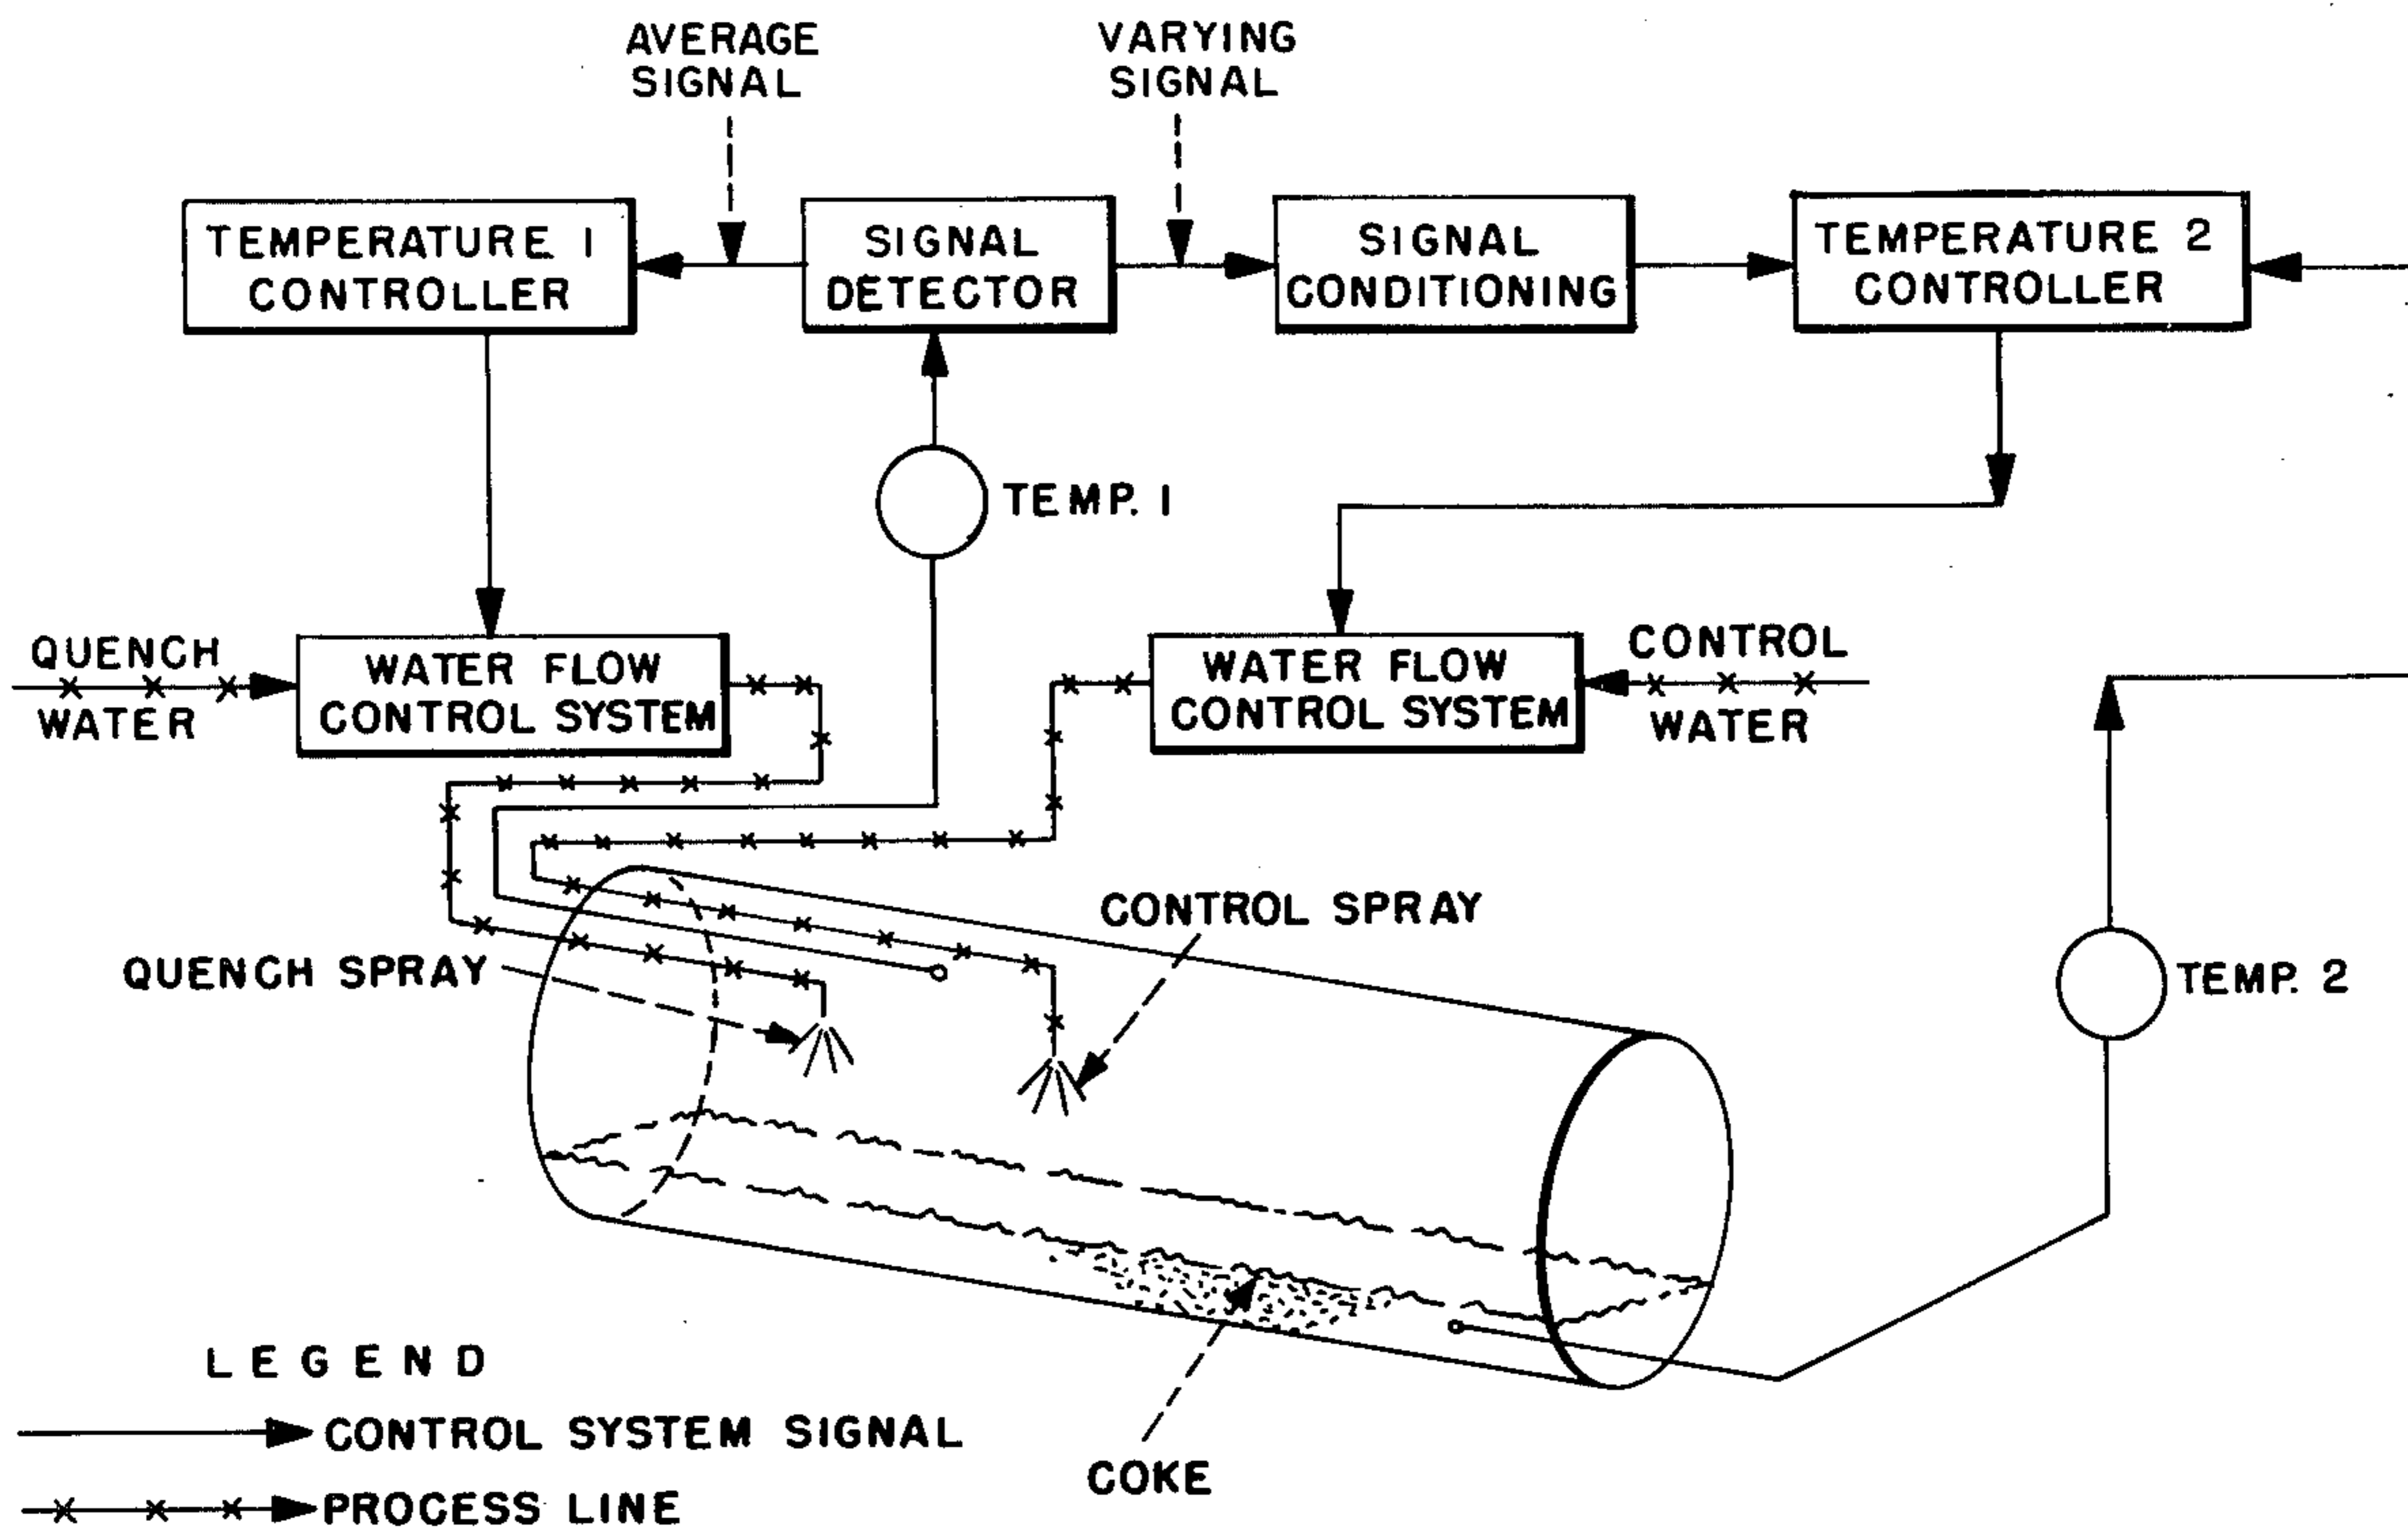 AVERAGE
SIGNAL
VARYING
SIGNAL
TEMPERATURE 1
CONTROLLER
SIGNAL
DETECTOR
SIGNAL
CONDITIONING
TEMPERATURE 2
CONTROLLER
TEMP. 1
QUENCH
WATER
WATER FLOW
CONTROL SYSTEM
WATER FLOW
CONTROL SYSTEM
CONTROL
WATER
CONTROL SPRAY
QUENCH SPRAY
TEMP. 2
LEGEND
CONTROL SYSTEM SIGNAL
COKE
PROCESS LINE